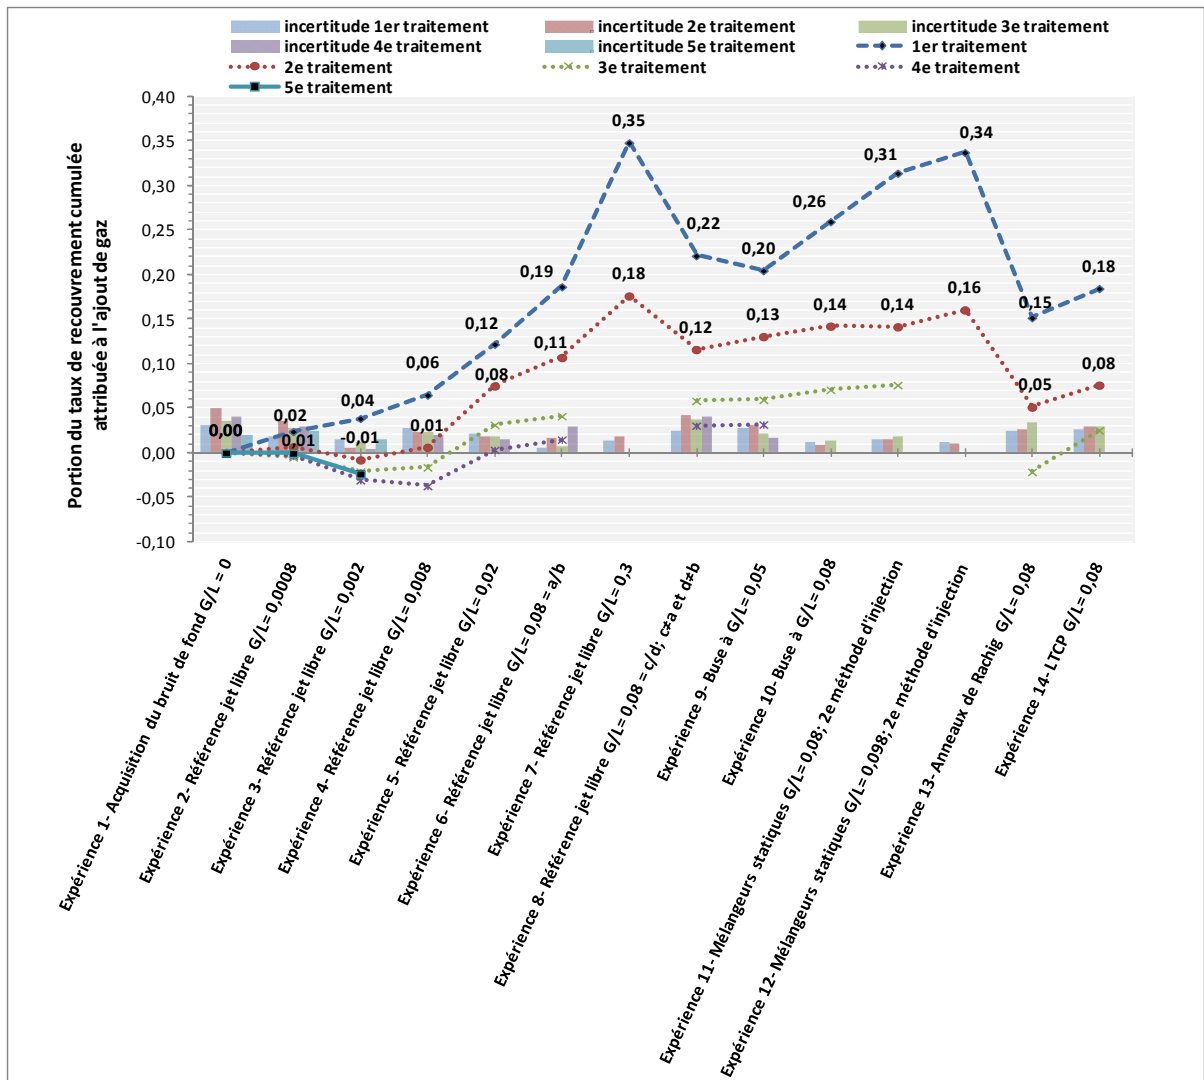 incertitude 1er traitement incertitude 2e traitement incertitude 3e traitement
incertitude 4e traitement incertitude 5e traitement 1er traitement
2e traitement 3e traitement 4e traitement
5e traitement
Portion du taux de recouvrement cumulée
attribuée à l'ajout de gaz
0,40
0,35
0,30
0,25
0,20
0,15
0,10
0,05
0,00
-0,05
-0,10
0,00
0,02
0,04
0,06
0,12
0,19
0,35
0,22
0,20
0,26
0,31
0,34
0,15
0,18
0,01
-0,01
0,01
0,08
0,11
0,18
0,12
0,13
0,14
0,14
0,16
0,05
0,08
Expérience 1- Acquisition du bruit de fond G/L = 0
Expérience 2- Référence jet libre G/L= 0,0008
Expérience 3- Référence jet libre G/L= 0,002
Expérience 4- Référence jet libre G/L= 0,008
Expérience 5- Référence jet libre G/L= 0,02
Expérience 6- Référence jet libre G/L= 0,08 = a/b
Expérience 7- Référence jet libre G/L= 0,3
Expérience 8- Référence jet libre G/L= 0,08 = c/d; c≠a et d≠b
Expérience 9- Buse à G/L= 0,05
Expérience 10- Buse à G/L= 0,08
Expérience 11- Mélangeurs statiques G/L= 0,08; 2e méthode d'injection
Expérience 12- Mélangeurs statiques G/L= 0,098; 2e méthode d'injection
Expérience 13- Anneaux de Rachig G/L= 0,08
Expérience 14- LTCP G/L= 0,08